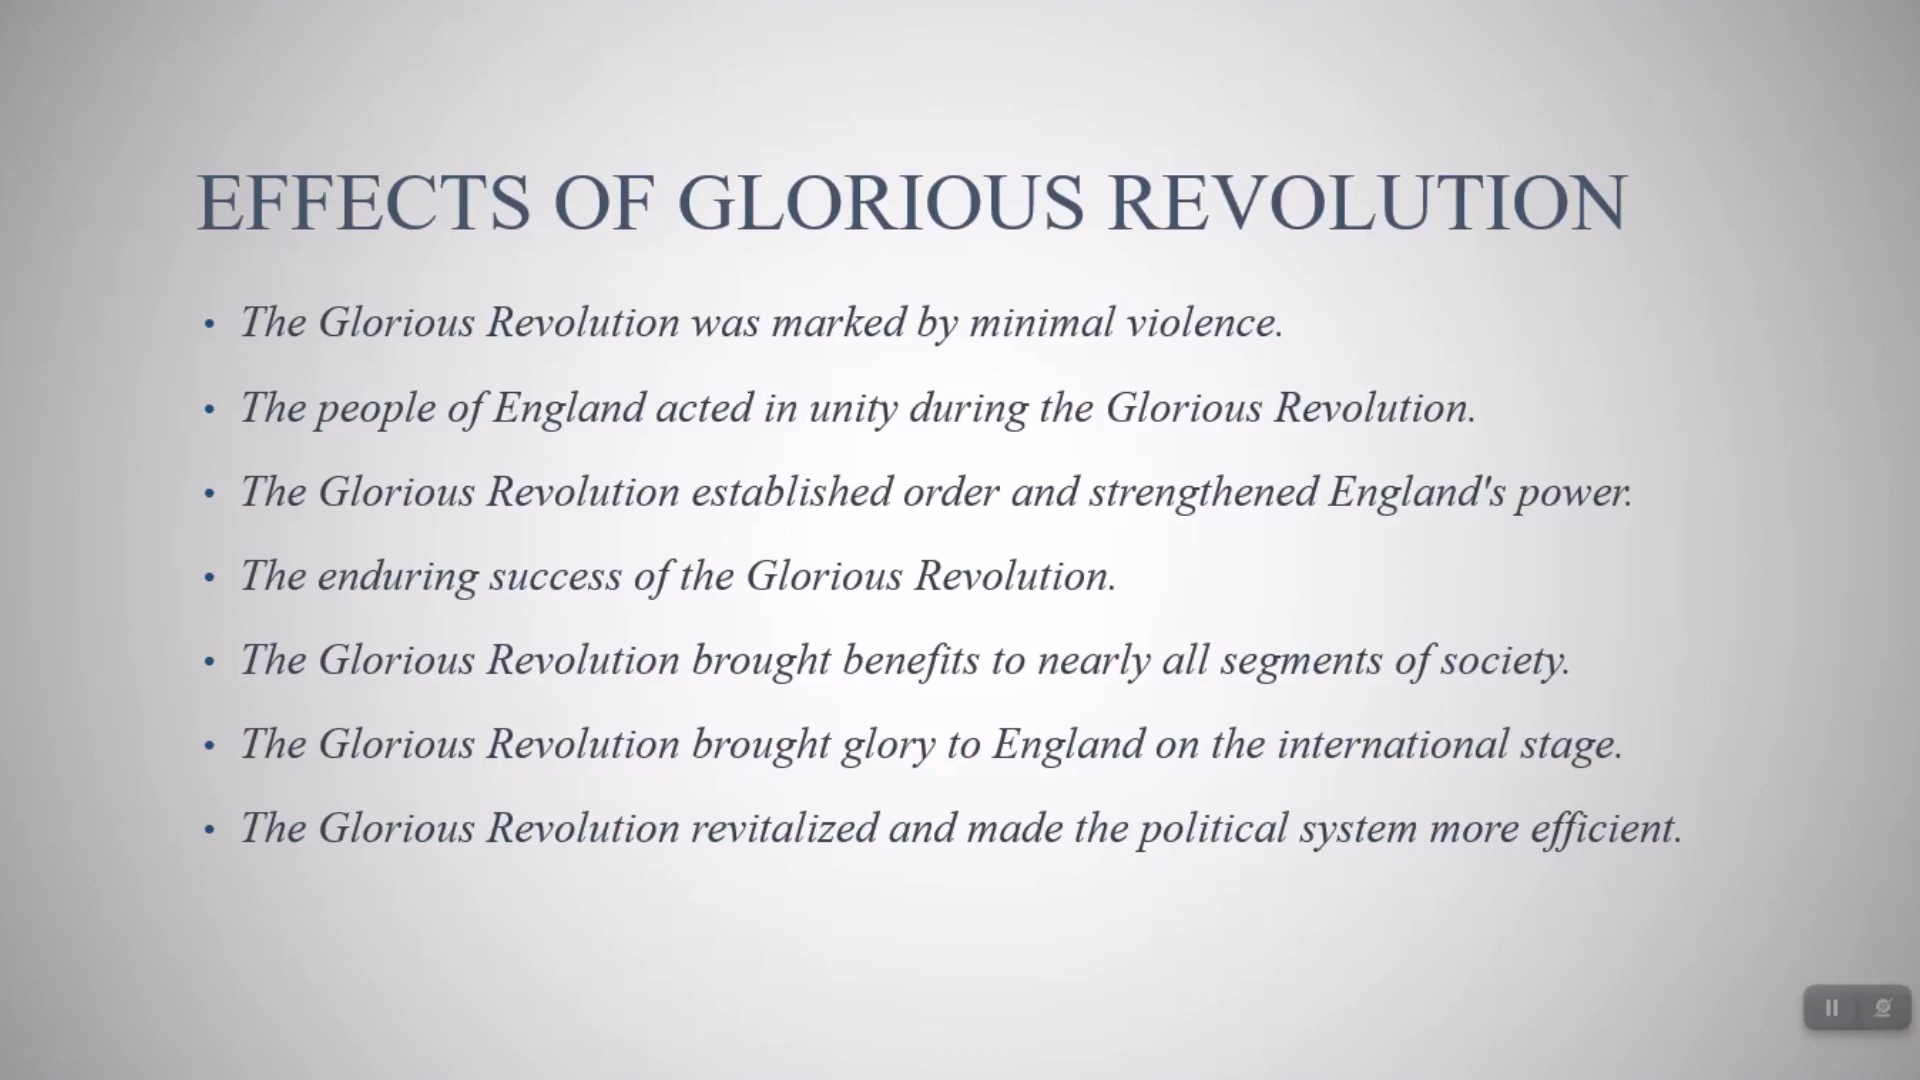 EFFECTS OF GLORIOUS REVOLUTION
• The Glorious Revolution was marked by minimal violence.
• The people of England acted in unity during the Glorious Revolution.
• The Glorious Revolution established order and strengthened England's power.
• The enduring success of the Glorious Revolution.
• The Glorious Revolution brought benefits to nearly all segments of society.
• The Glorious Revolution brought glory to England on the international stage.
• The Glorious Revolution revitalized and made the political system more efficient.